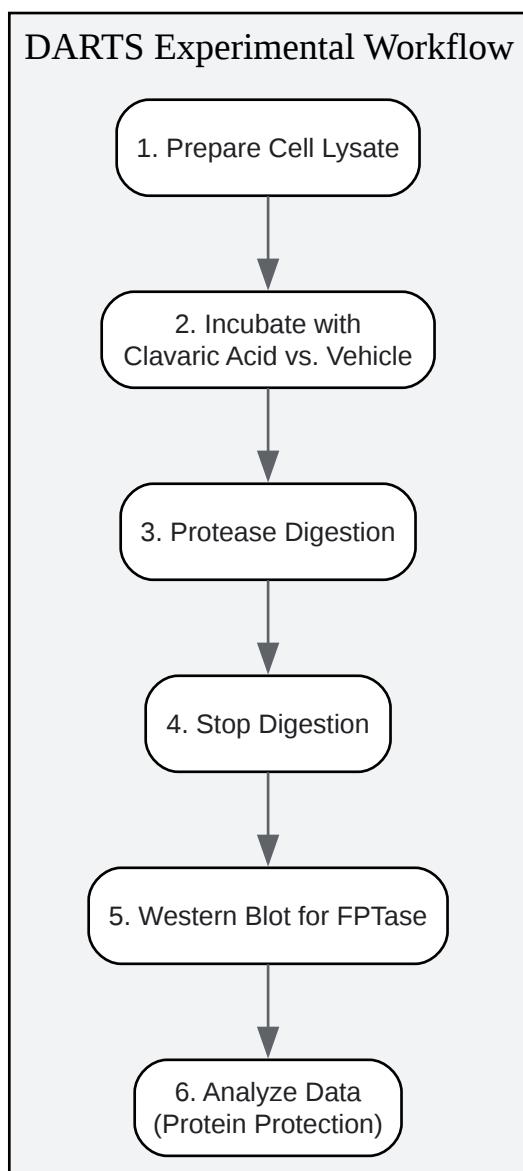 DARTS Experimental Workflow
1. Prepare Cell Lysate
2. Incubate with
Clavaric Acid vs. Vehicle
3. Protease Digestion
4. Stop Digestion
5. Western Blot for FPTase
6. Analyze Data
(Protein Protection)